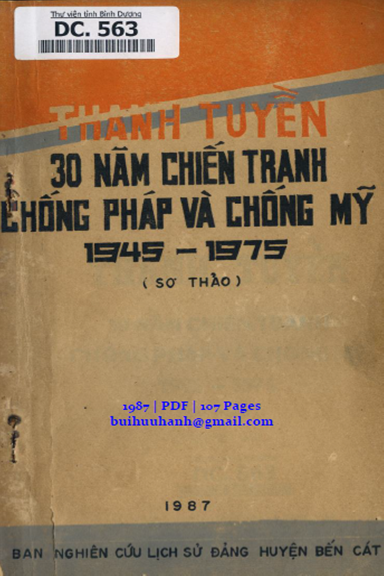 Thư viện tỉnh Bình Dương
DC. 563
THANH TUYỀN
30 NĂM CHIẾN TRANH
CHỐNG PHÁP VÀ CHỐNG MỸ
1945 - 1975
( SƠ THẢO )
1987 | PDF | 107 Pages
buihuuhanh@gmail.com
1987
BAN NGHIÊN CỨU LỊCH SỬ ĐẢNG HUYỆN BẾN CÁT